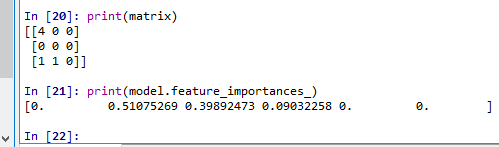 In [20]: print(matrix)
[[4 0 0]
 [0 0 0]
 [1 1 0]]
In [21]: print(model.feature_importances_)
[0.         0.51075269 0.39892473 0.09032258 0.         0.        ]
In [22]: